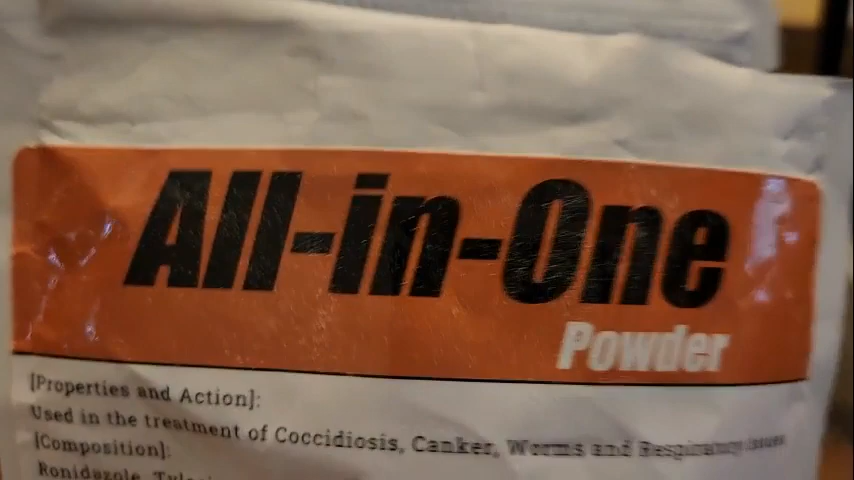 All-in-One
Powder
[Properties and Action]:
Used in the treatment of Coccidiosis, Canker, Worms and Respiratory issues
[Composition]:
Ronidazole,